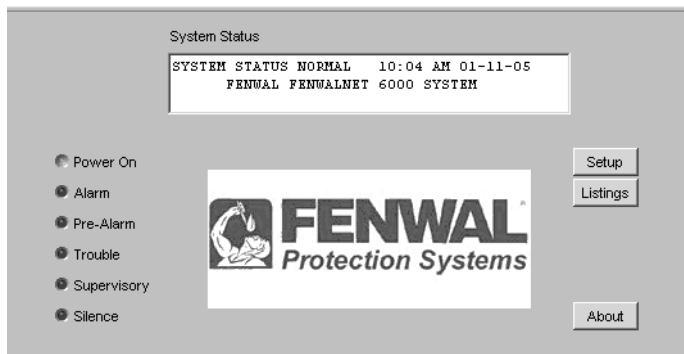 System Status
SYSTEM STATUS NORMAL 10:04 AM 01-11-05
FENWAL FENWALNET 6000 SYSTEM
Power On
Setup
Alarm
Listings
Pre-Alarm
FENWAL
Trouble
Protection Systems
Supervisory
Silence
About